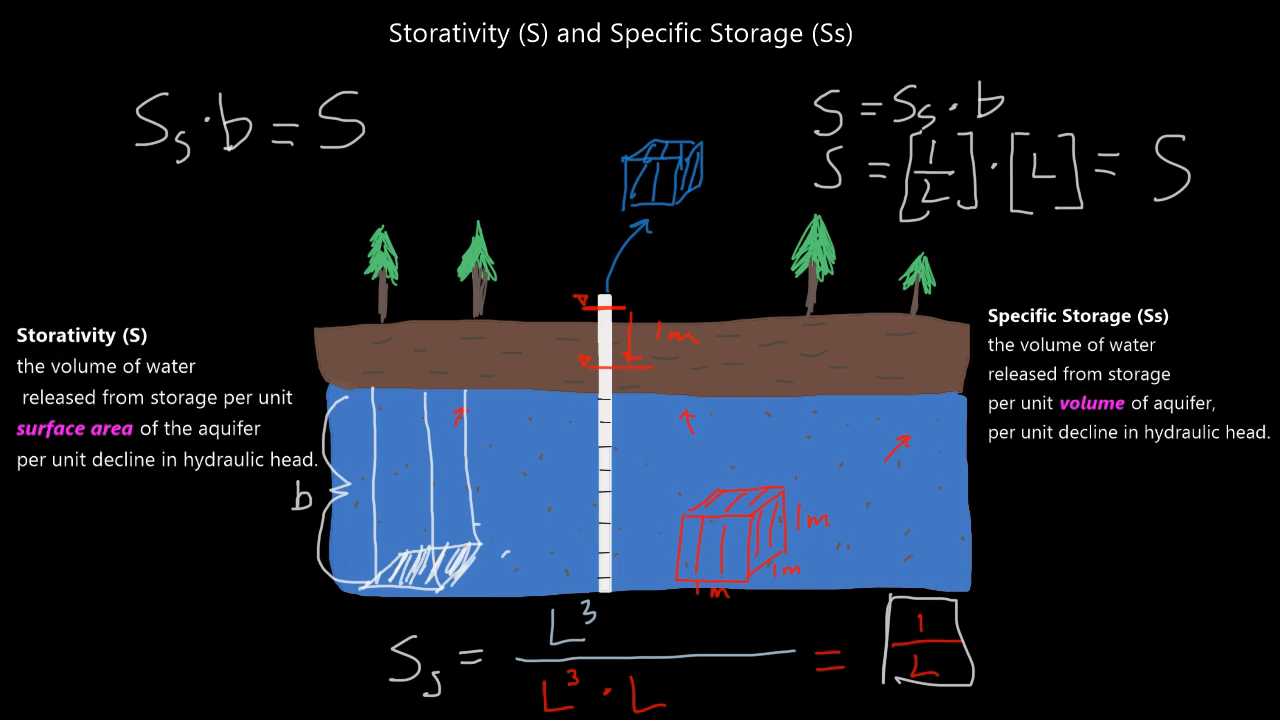 Storativity (S) and Specific Storage (Ss)
Ss · b = S
S = Ss · b
S = [1/L] · [L] = S
1m
Storativity (S)
the volume of water
released from storage per unit
surface area of the aquifer
per unit decline in hydraulic head.
Specific Storage (Ss)
the volume of water
released from storage
per unit volume of aquifer,
per unit decline in hydraulic head.
b
1m
1m
1m
Ss = L³ / L³ · L = 1/L